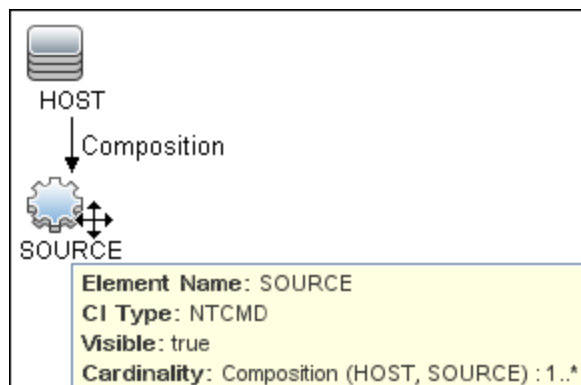 HOST
Composition
SOURCE
Element Name: SOURCE
CI Type: NTCMD
Visible: true
Cardinality: Composition (HOST, SOURCE) : 1..*